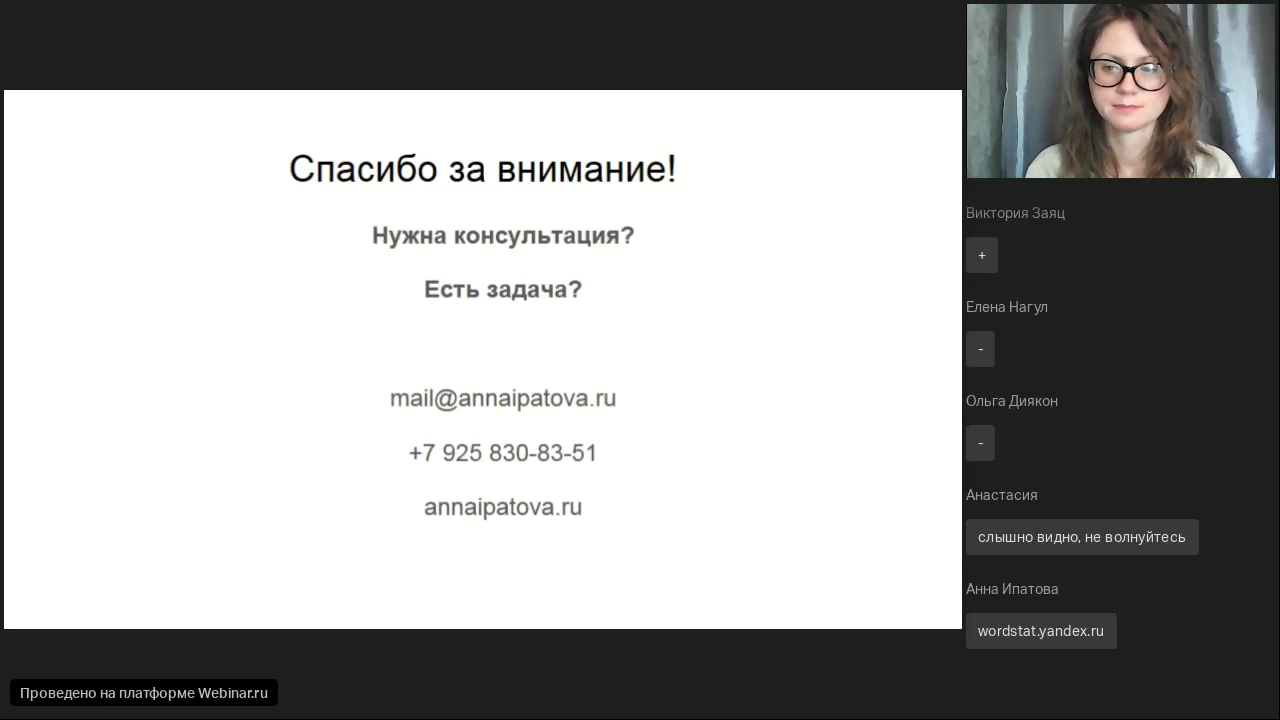 Спасибо за внимание!
Нужна консультация?
Есть задача?
mail@annaipatova.ru
+7 925 830-83-51
annaipatova.ru
Виктория Заяц
+
Елена Нагул
-
Ольга Диякон
-
Анастасия
слышно видно, не волнуйтесь
Анна Ипатова
wordstat.yandex.ru
Проведено на платформе Webinar.ru